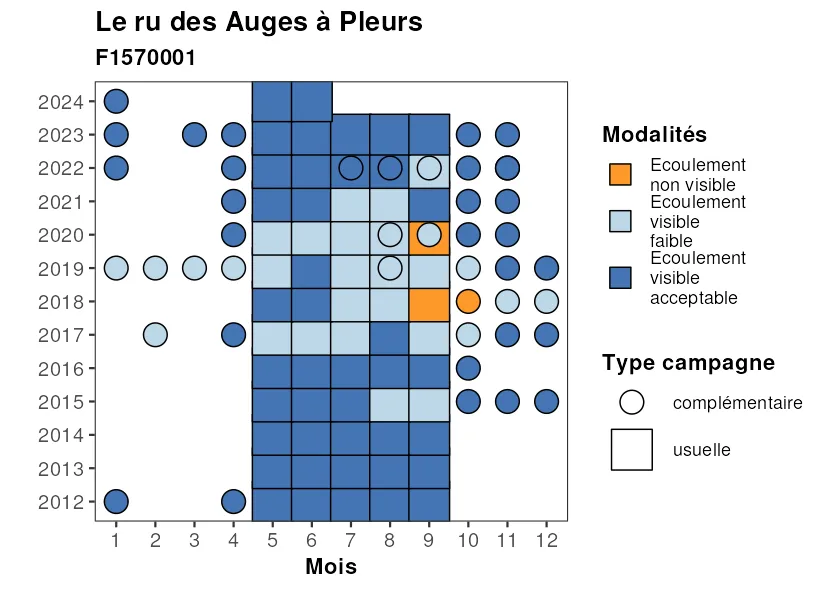 Le ru des Auges à Pleurs
F1570001
2024
2023
2022
2021
2020
2019
2018
2017
2016
2015
2014
2013
2012
1 2 3 4 5 6 7 8 9 10 11 12
Mois
Modalités
Ecoulement
non visible
Ecoulement
visible
faible
Ecoulement
visible
acceptable
Type campagne
complémentaire
usuelle